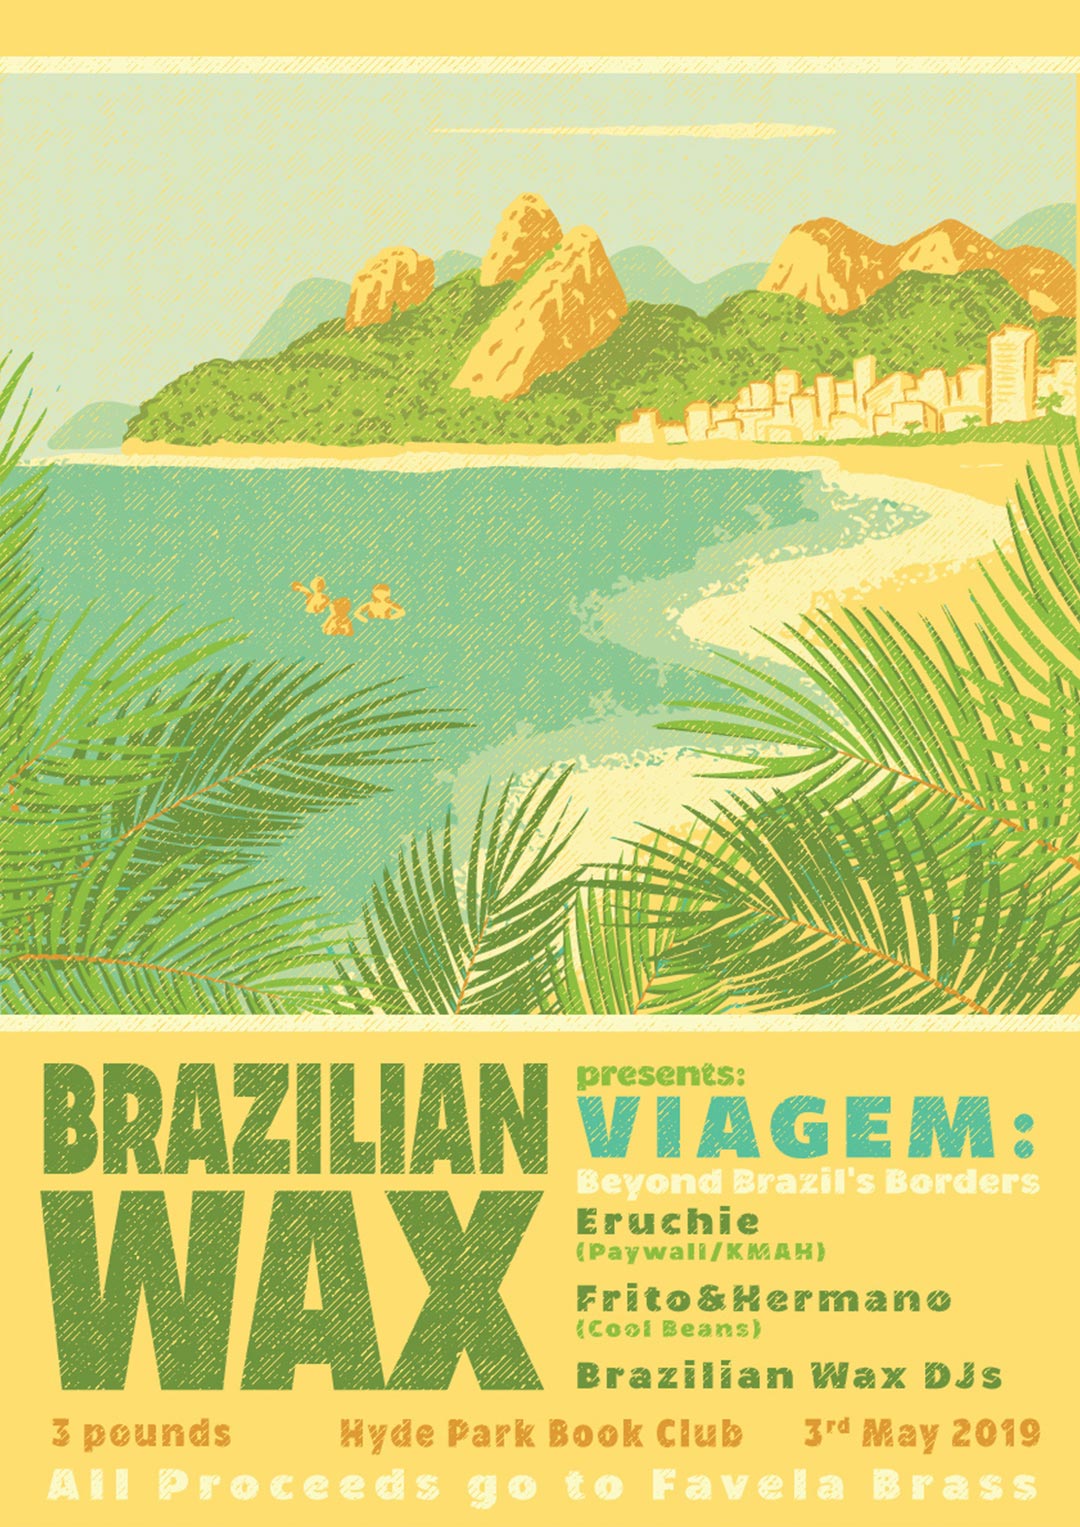 BRAZILIAN
WAX
presents:
VIAGEM:
Beyond Brazil's Borders
Eruchie
(Paywall/KMAH)
Frito&Hermano
(Cool Beans)
Brazilian Wax DJs
3 pounds Hyde Park Book Club 3rd May 2019
All Proceeds go to Favela Brass